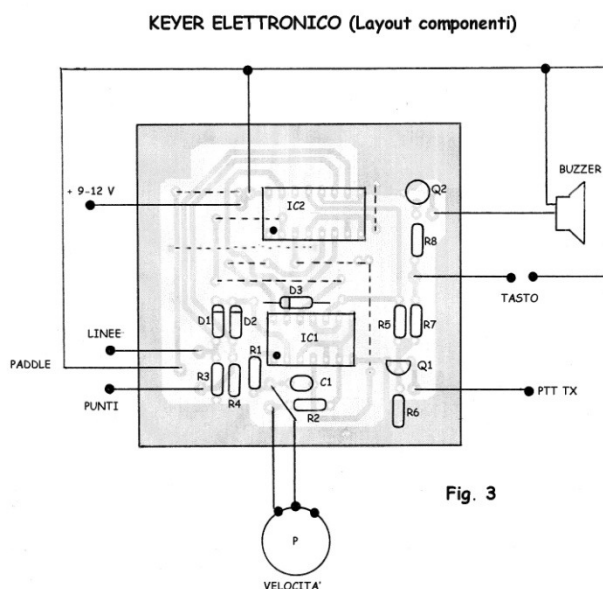 KEYER ELETTRONICO (Layout componenti)
BUZZER
+ 9-12 V
IC2
Q2
R8
TASTO
D3
D1
D2
R5
R7
LINEE
IC1
PADDLE
R1
Q1
R3
R4
C1
PUNTI
PTT TX
R2
R6
Fig. 3
P
VELOCITA'